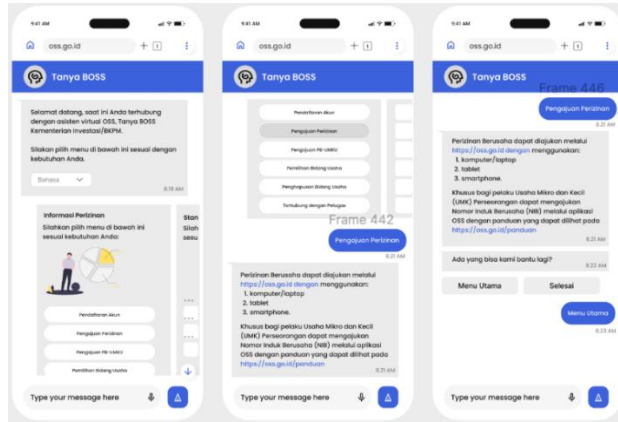 9:41 AM
oss.go.id
Tanya BOSS
Selamat datang, saat ini Anda terhubung
dengan asisten virtual OSS, Tanya BOSS
Kementerian Investasi/BKPM.
Silakan pilih menu di bawah ini sesuai dengan
kebutuhan Anda.
Bahasa
8.18 AM
Informasi Perizinan
Silahkan pilih menu di bawah ini
sesuai kebutuhan Anda:
Stan
Silah
sesu
Pendaftaran Akun
Pengajuan Perizinan
Pengajuan PB-UMKU
Pemilihan Bidang Usaha
Type your message here
9:41 AM
oss.go.id
Tanya BOSS
Pendaftaran Akun
Pengajuan Perizinan
Pengajuan PB-UMKU
Pemilihan Bidang Usaha
Penghapusan Bidang Usaha
Terhubung dengan Petugas
Frame 442
Pengajuan Perizinan
8.21 AM
Perizinan Berusaha dapat diajukan melalui
https://oss.go.id dengan menggunakan:
1. komputer/laptop
2. tablet
3. smartphone.
Khusus bagi pelaku Usaha Mikro dan Kecil
(UMK) Perseorangan dapat mengajukan
Nomor Induk Berusaha (NIB) melalui aplikasi
OSS dengan panduan yang dapat dilihat pada
https://oss.go.id/panduan
8.21 AM
Type your message here
9:41 AM
oss.go.id
Tanya BOSS
Frame 446
Pengajuan Perizinan
8.21 AM
Perizinan Berusaha dapat diajukan melalui
https://oss.go.id dengan menggunakan:
1. komputer/laptop
2. tablet
3. smartphone.
Khusus bagi pelaku Usaha Mikro dan Kecil
(UMK) Perseorangan dapat mengajukan
Nomor Induk Berusaha (NIB) melalui aplikasi
OSS dengan panduan yang dapat dilihat pada
https://oss.go.id/panduan
8.21 AM
Ada yang bisa kami bantu lagi?
8.22 AM
Menu Utama
Selesai
Menu Utama
8.23 AM
Type your message here